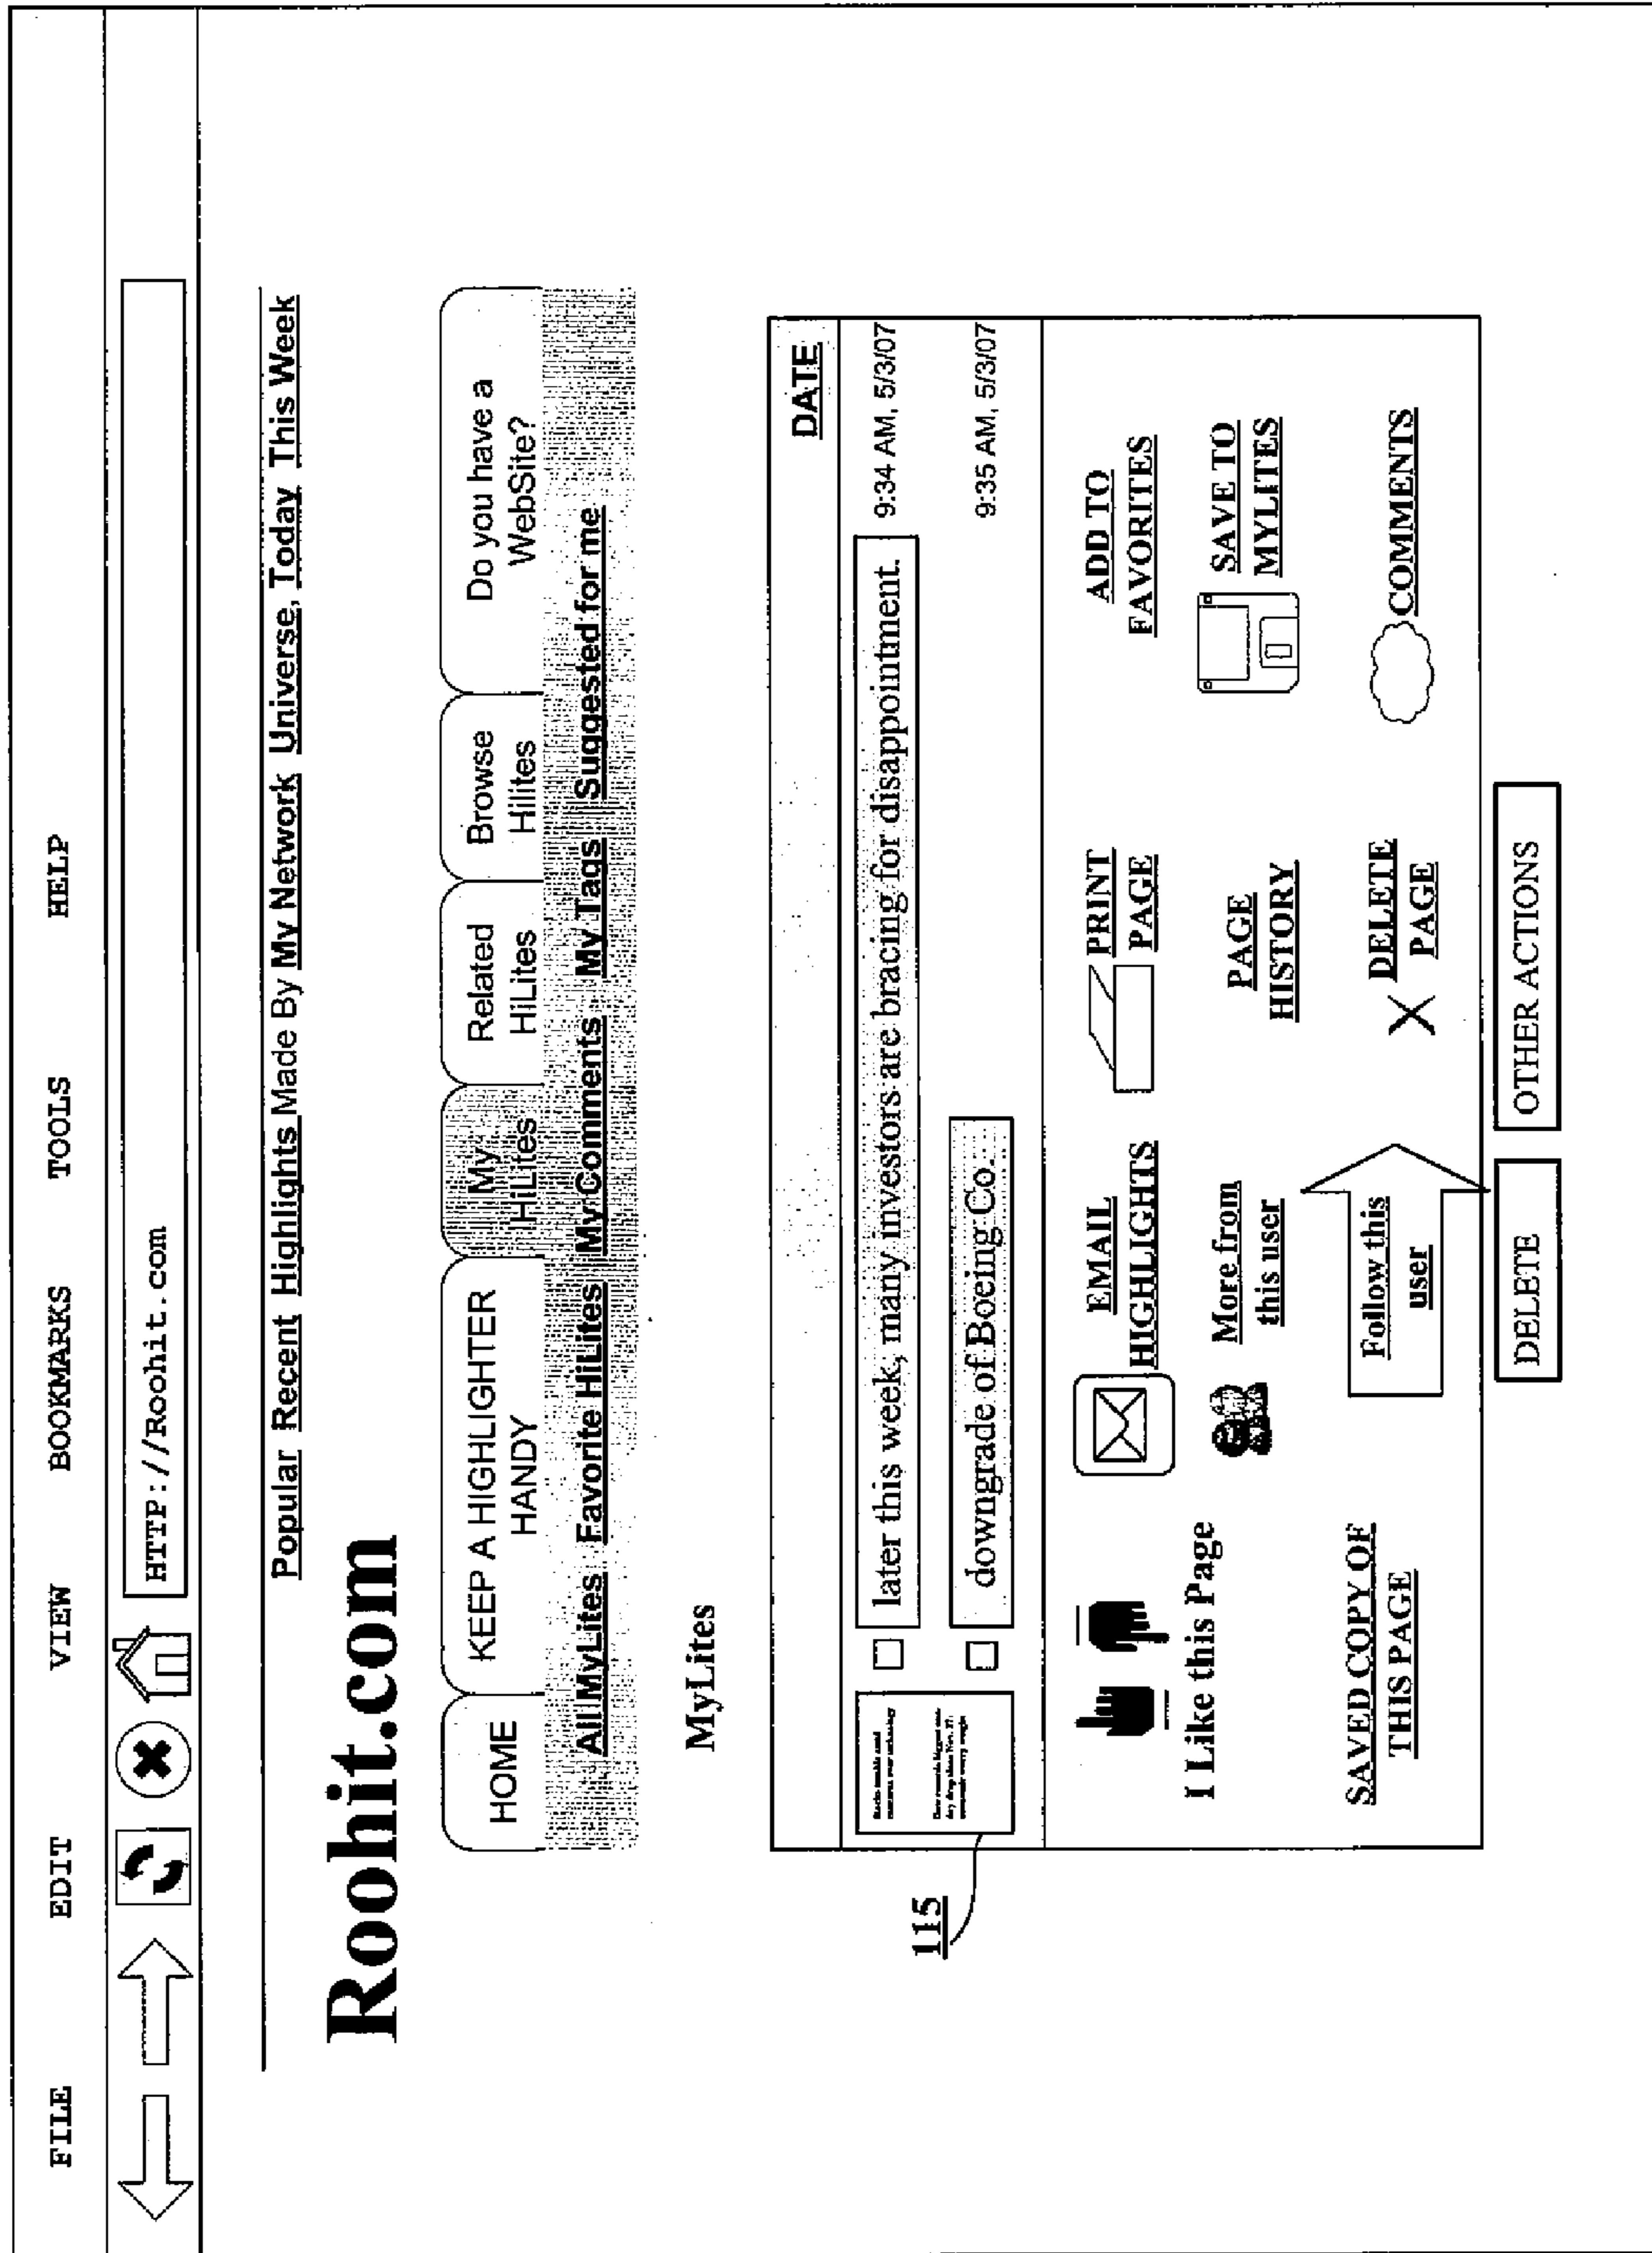 FILE EDIT VIEW BOOKMARKS TOOLS HELP
HTTP://Roohit.com
Popular Recent Highlights Made By My Network Universe, Today This Week
Roohit.com
HOME
KEEP A HIGHLIGHTER
HANDY
My
HiLites
Related
HiLites
Browse
Hilites
Do you have a
WebSite?
All MyLites Favorite HiLites My Comments My Tags Suggested for me
MyLites
DATE
later this week, many investors are bracing for disappointment.
9:34 AM, 5/3/07
downgrade of Boeing Co.
9:35 AM, 5/3/07
115
I Like this Page
EMAIL
HIGHLIGHTS
PRINT
PAGE
ADD TO
FAVORITES
More from
this user
PAGE
HISTORY
SAVE TO
MYLITES
SAVED COPY OF
THIS PAGE
Follow this
user
X DELETE
PAGE
COMMENTS
DELETE
OTHER ACTIONS